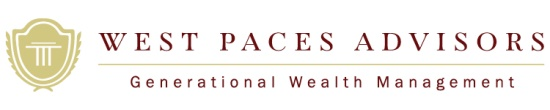 WEST PACES ADVISORS
Generational Wealth Management